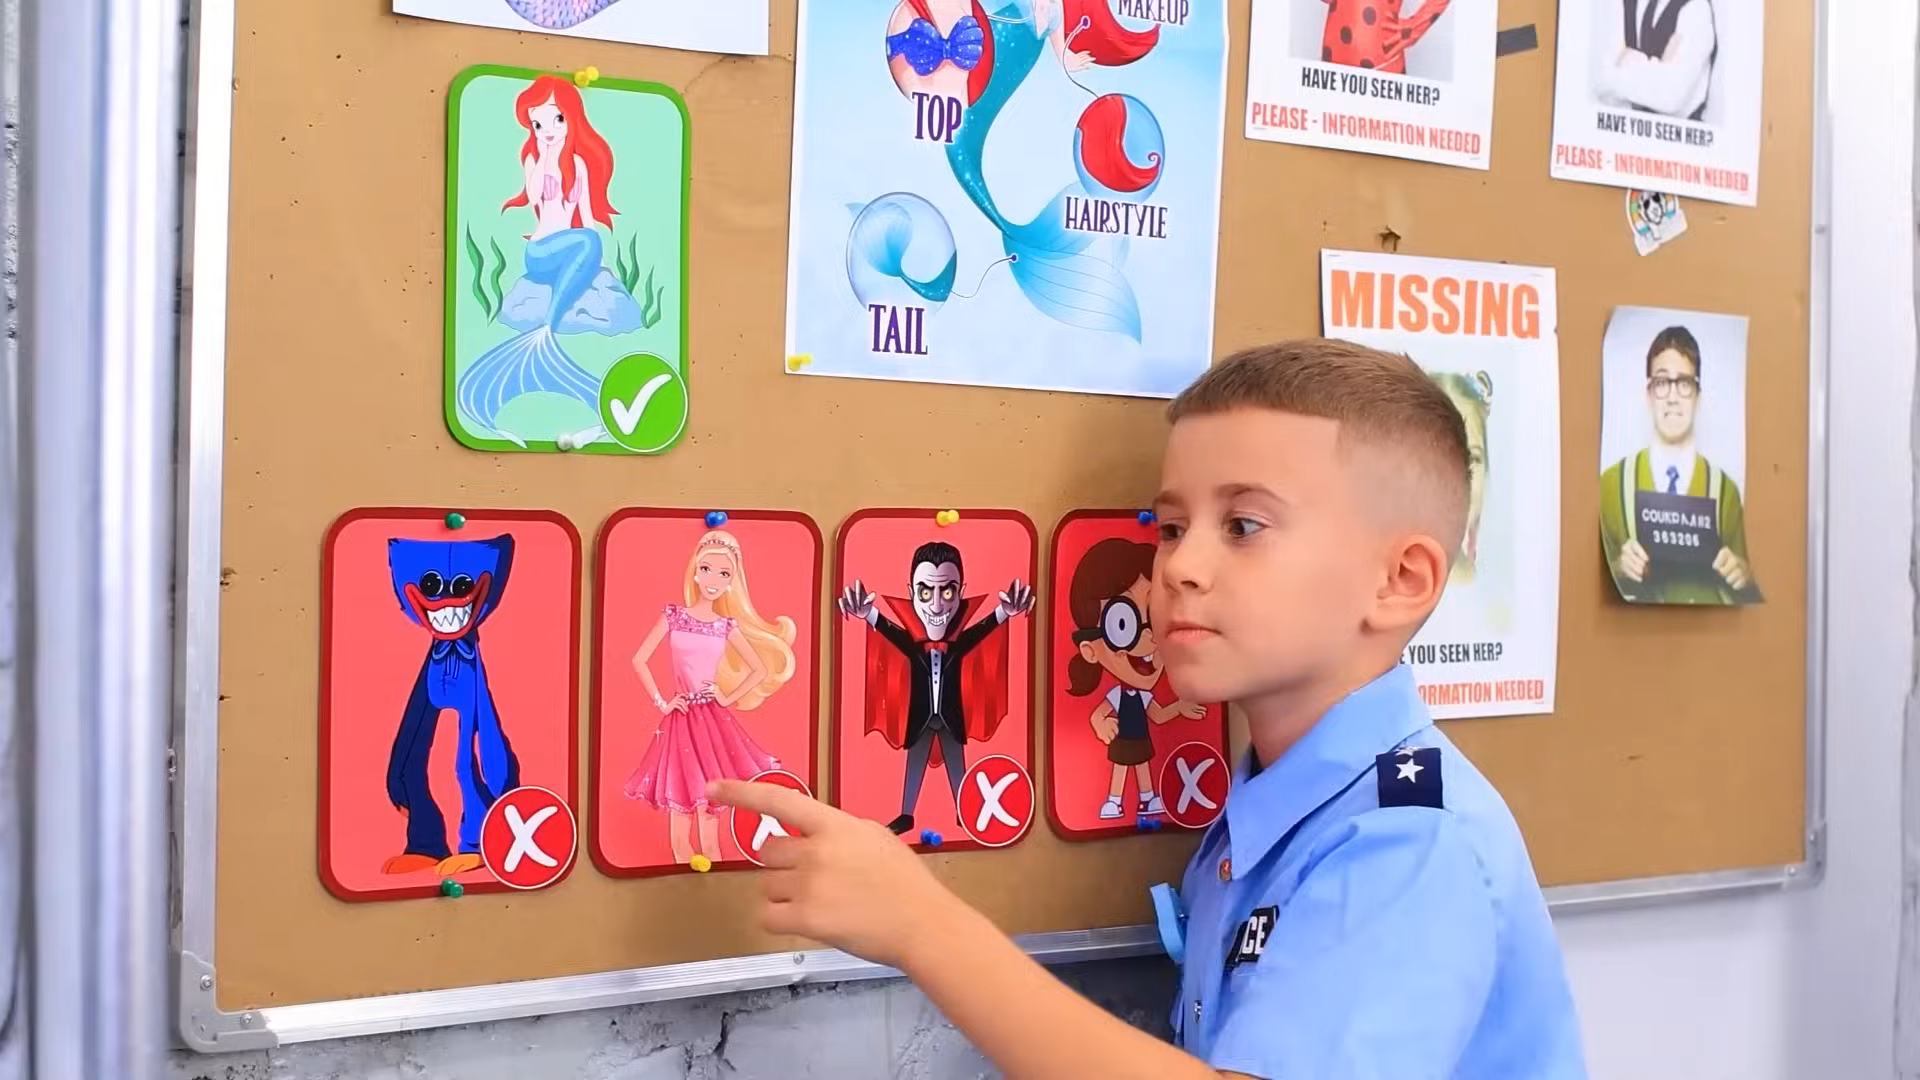 MAKEUP
TOP
HAIRSTYLE
TAIL
HAVE YOU SEEN HER?
PLEASE - INFORMATION NEEDED
HAVE YOU SEEN HER?
PLEASE - INFORMATION NEEDED
MISSING
YOU SEEN HER?
ORMATION NEEDED
363206
CE